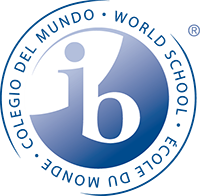 COLEGIO DEL MUNDO • WORLD SCHOOL • ÉCOLE DU MONDE •
ib
®